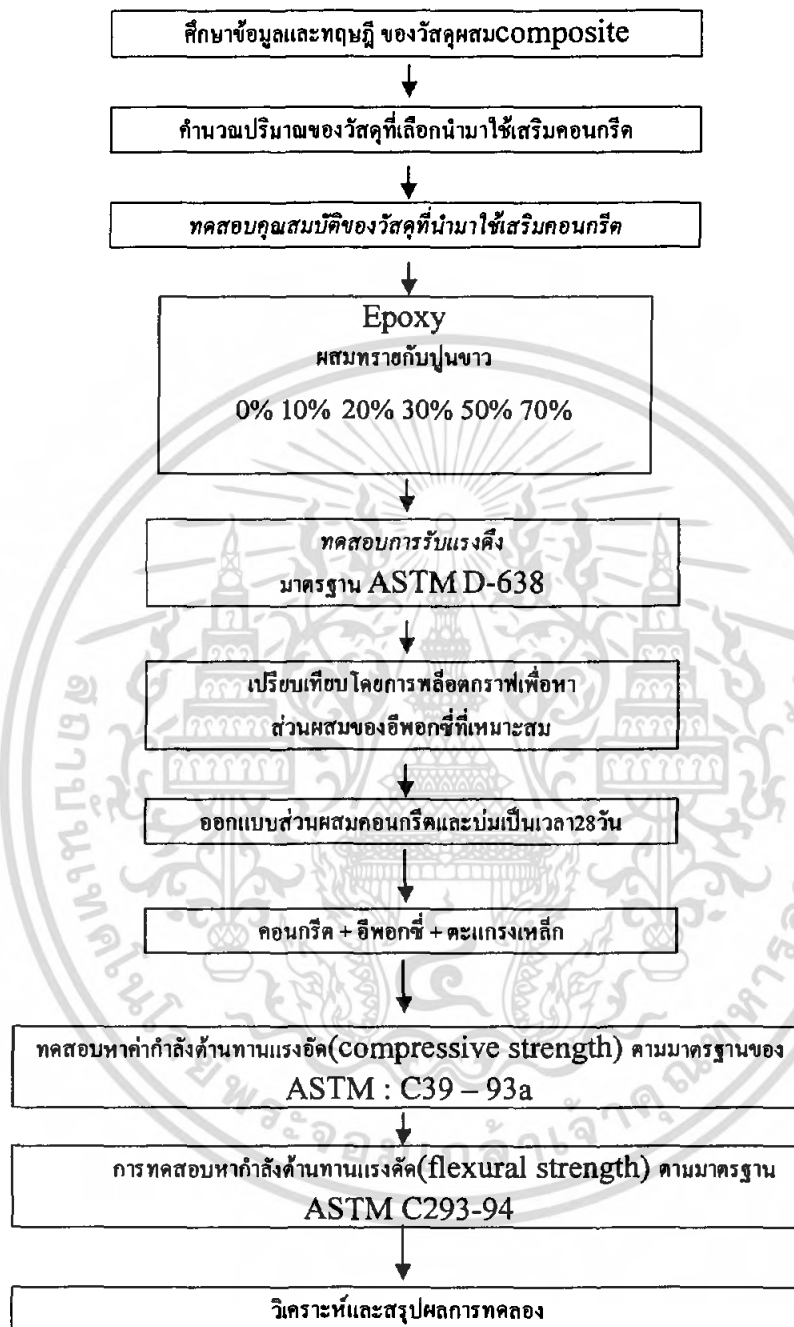 ศึกษาข้อมูลและทฤษฎี ของวัสดุผสมcomposite
คำนวณปริมาณของวัสดุที่เลือกนำมาใช้เสริมคอนกรีต
ทดสอบคุณสมบัติของวัสดุที่นำมาใช้เสริมคอนกรีต
Epoxy
ผสมทรายกับปูนขาว
0% 10% 20% 30% 50% 70%
ทดสอบการรับแรงดึง
มาตรฐาน ASTM D-638
เปรียบเทียบโดยการพล็อตกราฟเพื่อหา
ส่วนผสมของอีพอกซี่ที่เหมาะสม
ออกแบบส่วนผสมคอนกรีตและบ่มเป็นเวลา28วัน
คอนกรีต + อีพอกซี่ + ตะแกรงเหล็ก
ทดสอบหาค่ากำลังต้านทานแรงอัด(compressive strength) ตามมาตรฐานของ
ASTM : C39 – 93a
การทดสอบหากำลังต้านทานแรงดัด(flexural strength) ตามมาตรฐาน
ASTM C293-94
วิเคราะห์และสรุปผลการทดลอง